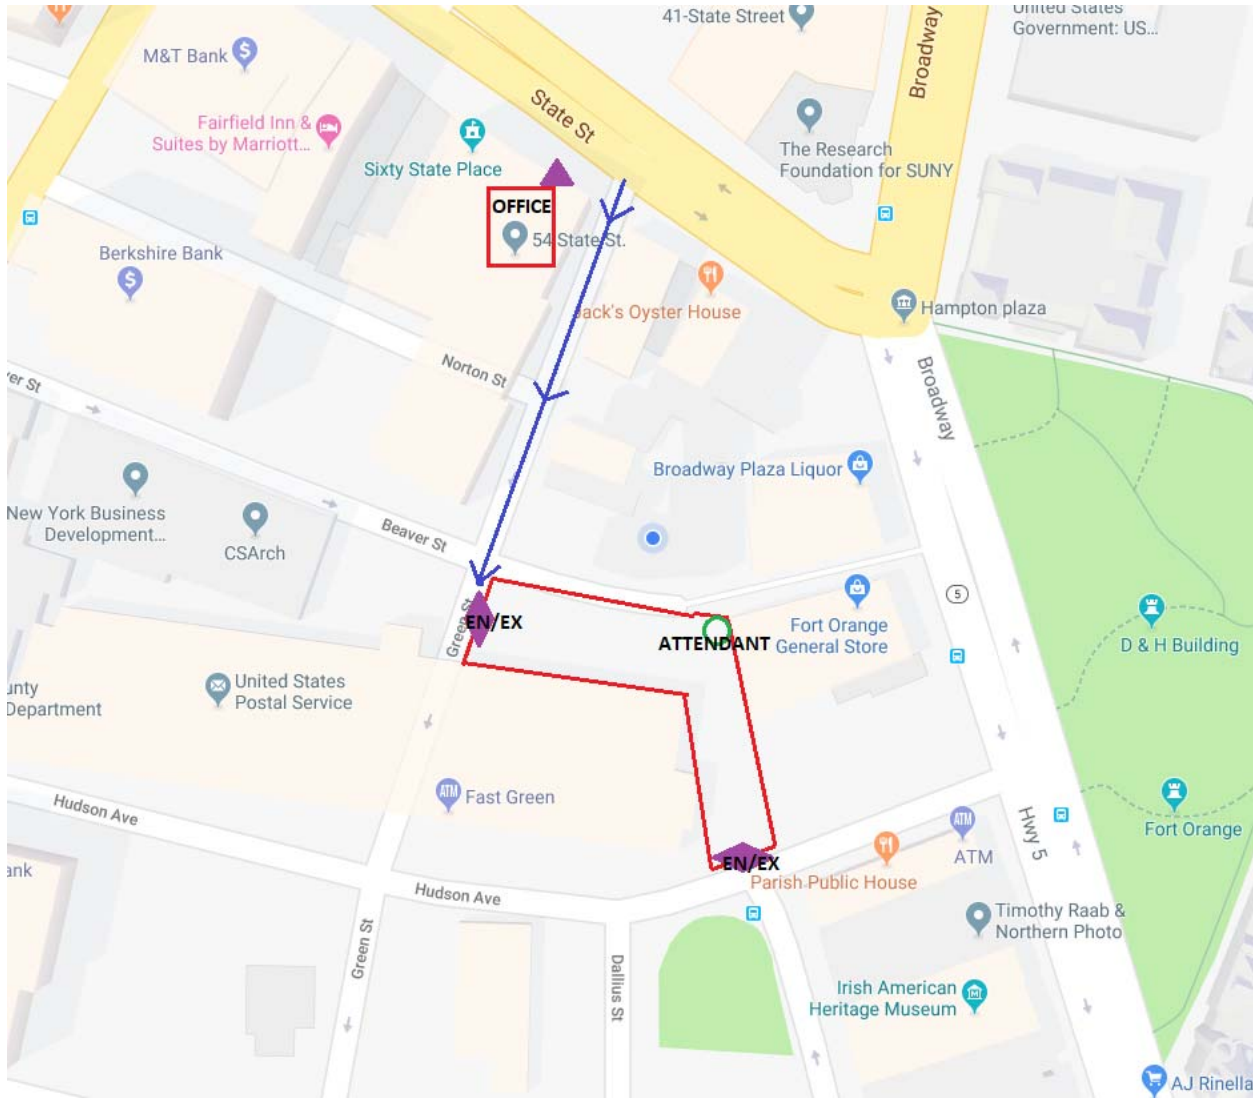 41-State Street
United States
Government: US...
Broadway
M&T Bank
State St
Fairfield Inn &
Suites by Marriott...
Sixty State Place
The Research
Foundation for SUNY
OFFICE
54 State St.
Berkshire Bank
Jack's Oyster House
Hampton plaza
Norton St
Broadway
er St
Broadway Plaza Liquor
New York Business
Development...
CSArch
Beaver St
5
Green St
EN/EX
ATTENDANT
Fort Orange
General Store
D & H Building
unty
Department
United States
Postal Service
Fast Green
ATM
Hudson Ave
Hwy 5
Fort Orange
ATM
ATM
EN/EX
Parish Public House
ank
Hudson Ave
Green St
Dallius St
Timothy Raab &
Northern Photo
Irish American
Heritage Museum
M
AJ Rinella